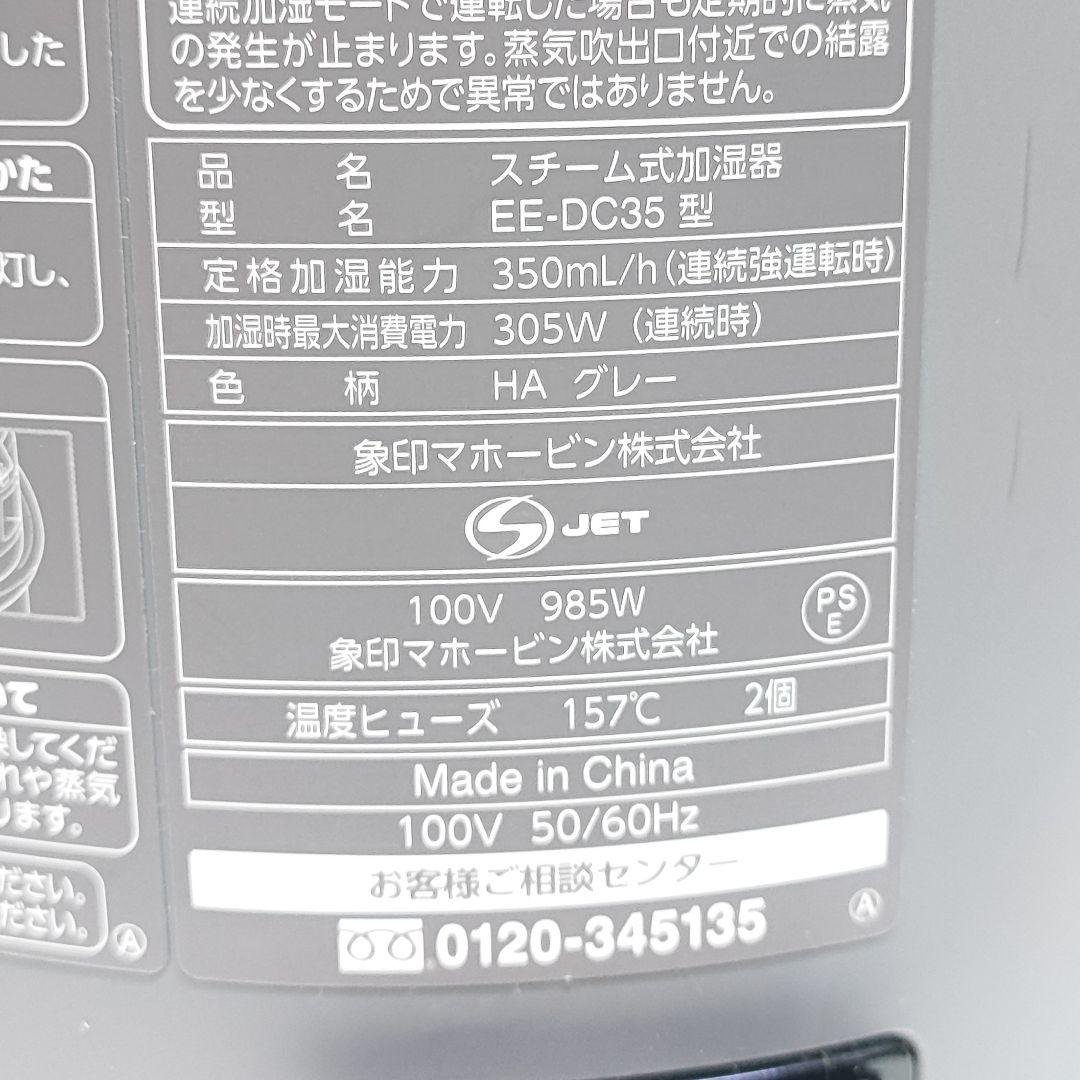 した
かた
灯し、
いて
してくだ
れや蒸気
ります。
ださい。
ださい。
Ⓐ
連続加湿モードで運転した場合も定期的に蒸気
の発生が止まります。蒸気吹出口付近での結露
を少なくするためで異常ではありません。
品名 スチーム式加湿器
型名 EE-DC35 型
定格加湿能力 350mL/h(連続強運転時)
加湿時最大消費電力 305W (連続時)
色柄 HA グレー
象印マホービン株式会社
S JET
100V 985W
PS
E
象印マホービン株式会社
温度ヒューズ 157℃ 2個
Made in China
100V 50/60Hz
お客様ご相談センター
0120-345135
Ⓐ